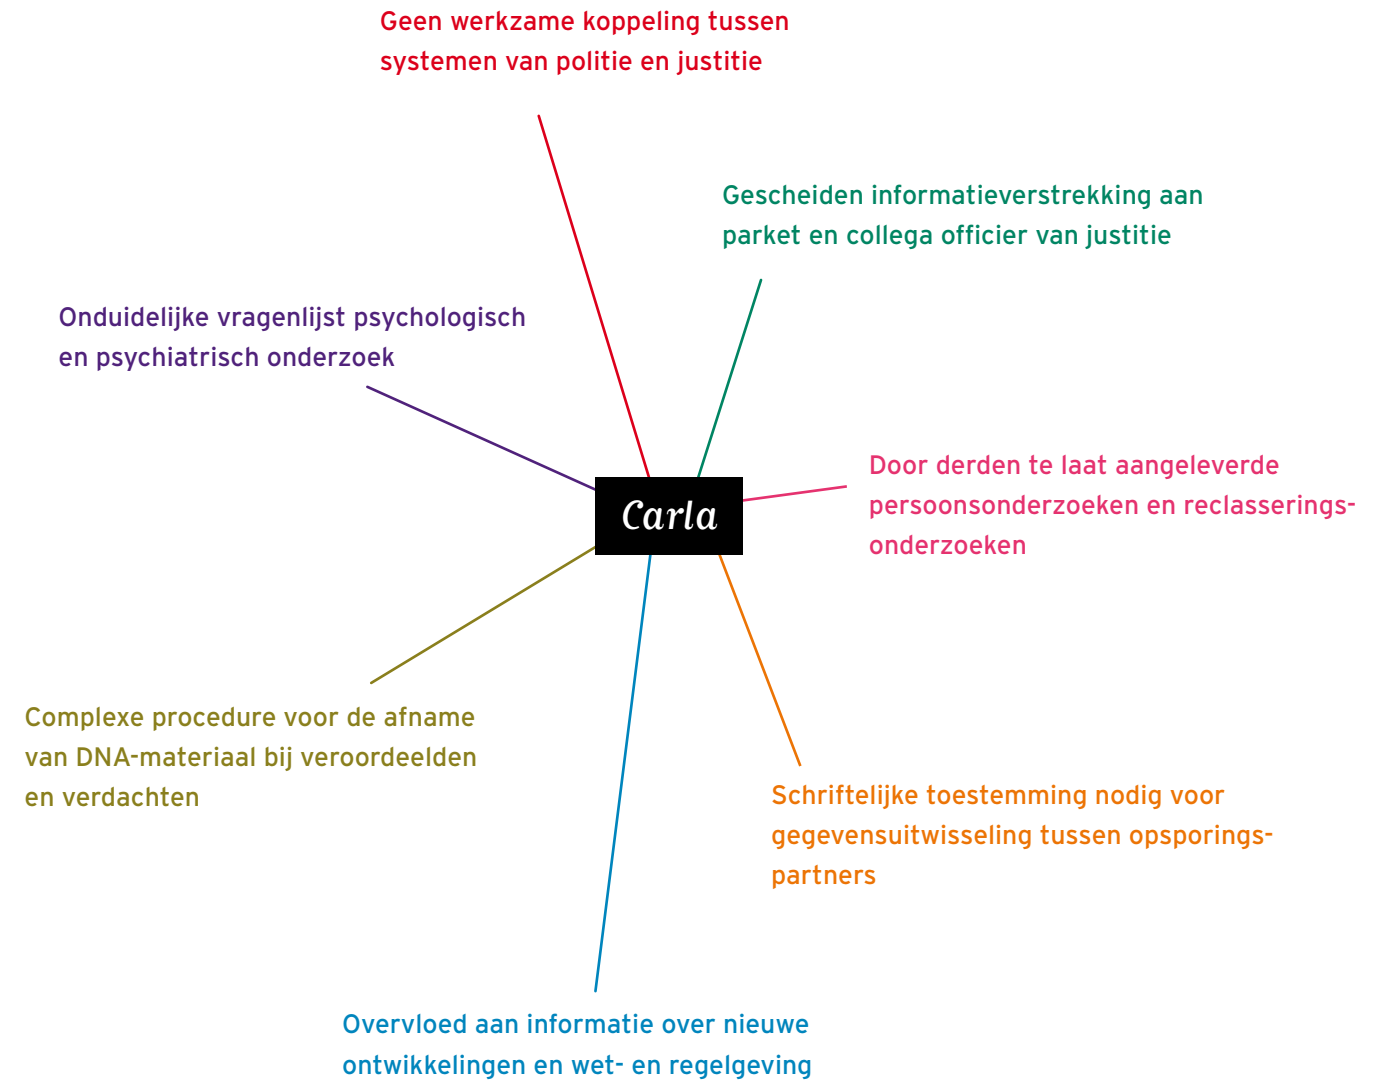 Geen werkzame koppeling tussen
systemen van politie en justitie
Gescheiden informatieverstrekking aan
parket en collega officier van justitie
Onduidelijke vragenlijst psychologisch
en psychiatrisch onderzoek
Door derden te laat aangeleverde
persoonsonderzoeken en reclasserings-
onderzoeken
Carla
Complexe procedure voor de afname
van DNA-materiaal bij veroordeelden
en verdachten
Schriftelijke toestemming nodig voor
gegevensuitwisseling tussen opsporings-
partners
Overvloed aan informatie over nieuwe
ontwikkelingen en wet- en regelgeving